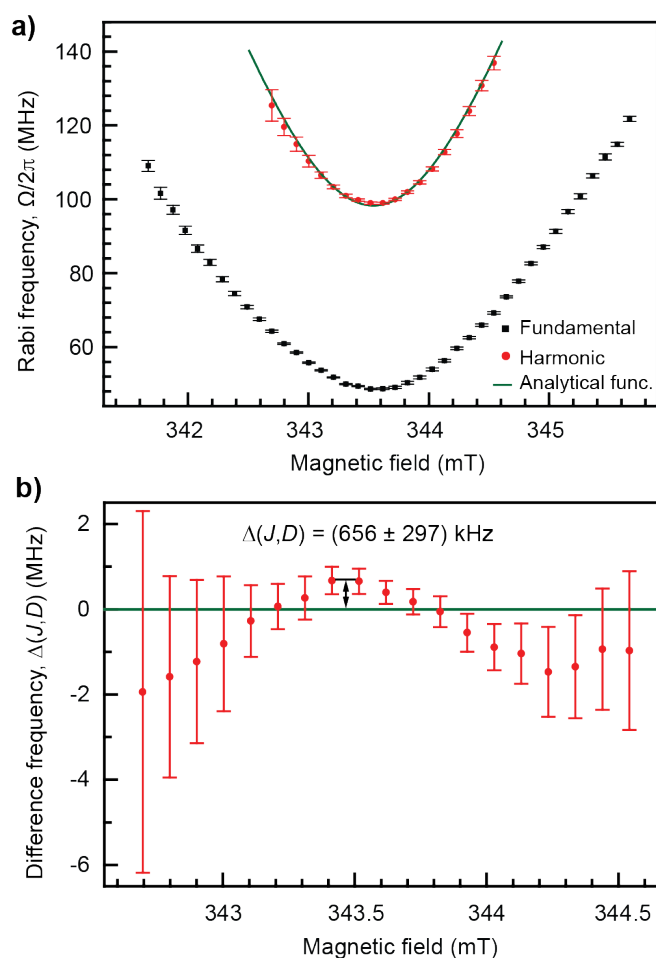 a)
140
120
100
80
60
Rabi frequency, Ω/2π (MHz)
Fundamental
Harmonic
Analytical func.
342 343 344 345
Magnetic field (mT)
b)
2
0
-2
-4
-6
Difference frequency, Δ(J,D) (MHz)
Δ(J,D) = (656 ± 297) kHz
343 343.5 344 344.5
Magnetic field (mT)